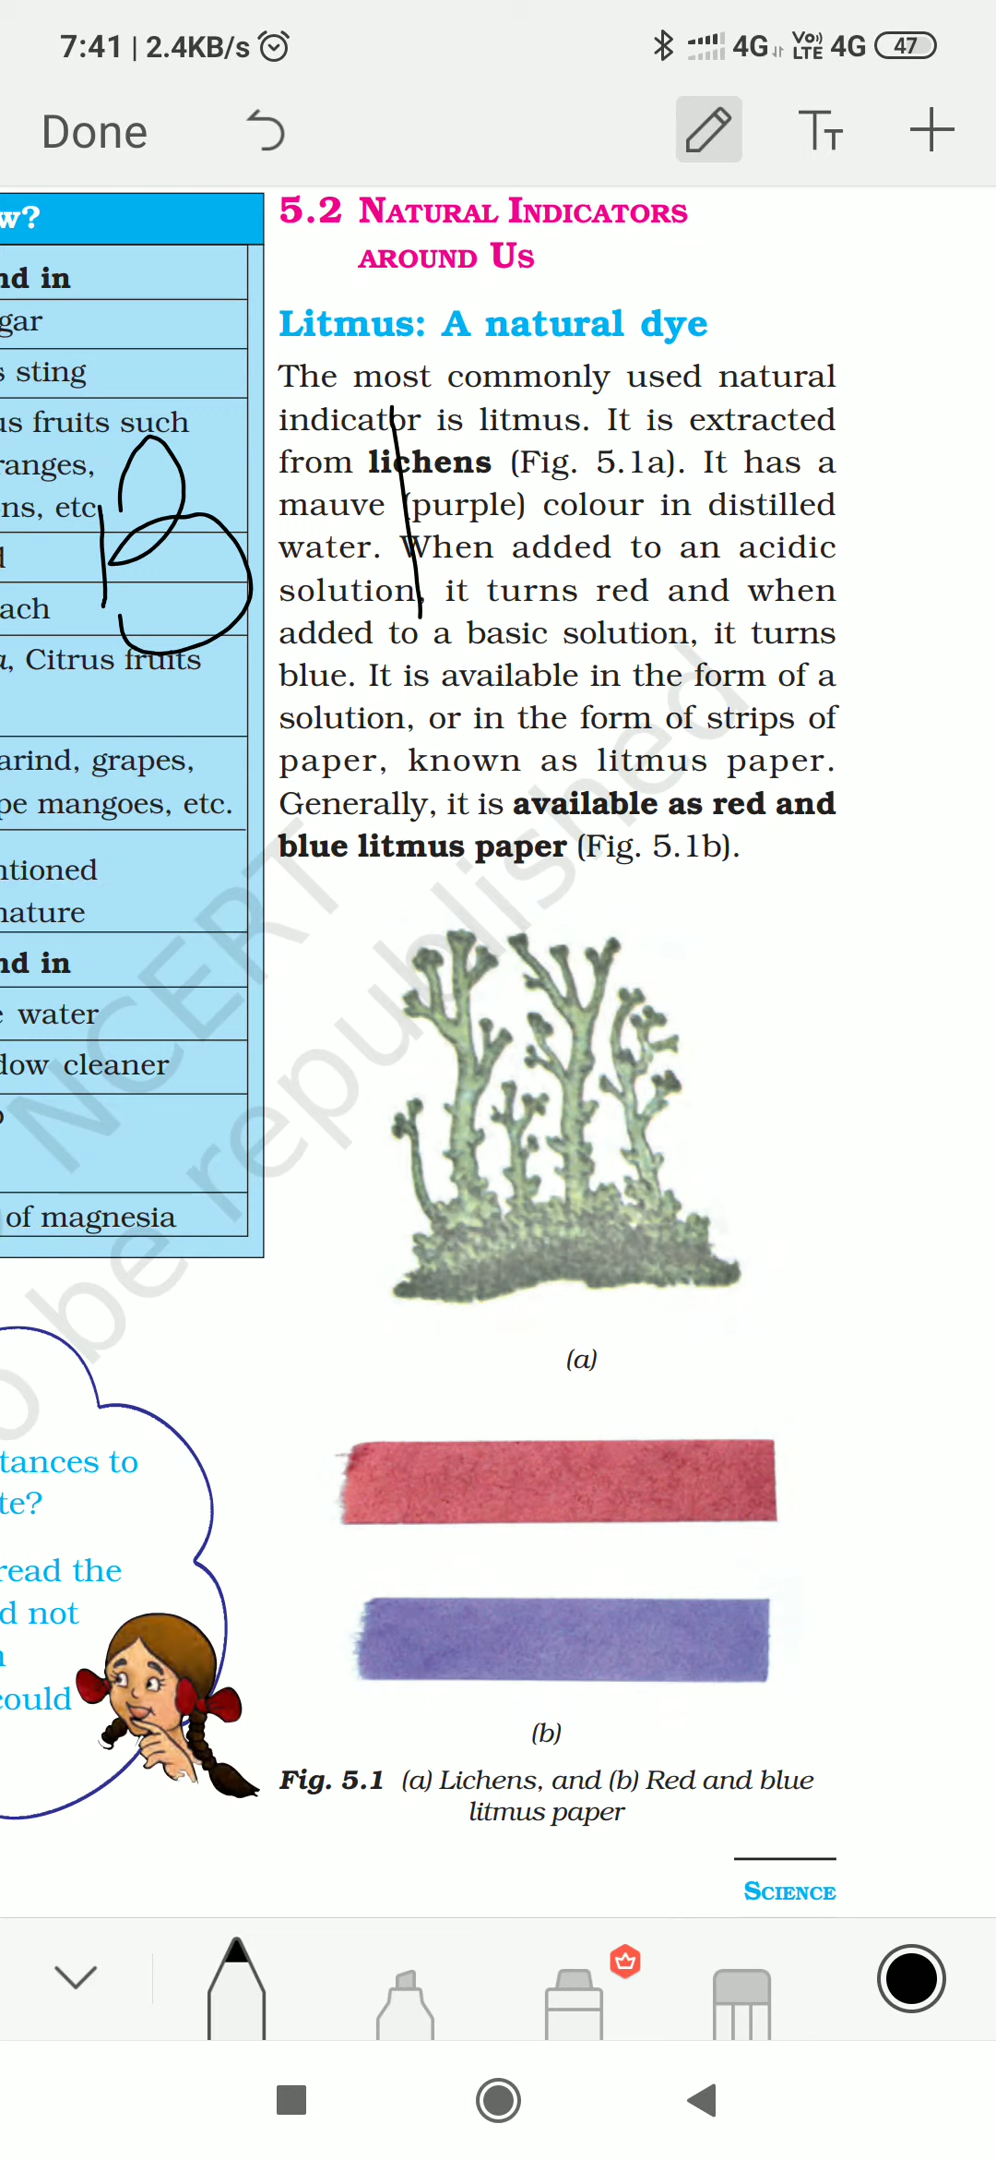 7:41 | 2.4KB/s
4G VoLTE 4G 47
Done
TT
w?
nd in
gar
s sting
us fruits such
ranges,
ons, etc
d
ach
a, Citrus fruits
arind, grapes,
pe mangoes, etc.
ntioned
nature
nd in
e water
dow cleaner
of magnesia
tances to
te?
read the
d not
could
5.2 NATURAL INDICATORS
AROUND US
Litmus: A natural dye
The most commonly used natural
indicator is litmus. It is extracted
from lichens (Fig. 5.1a). It has a
mauve (purple) colour in distilled
water. When added to an acidic
solution, it turns red and when
added to a basic solution, it turns
blue. It is available in the form of a
solution, or in the form of strips of
paper, known as litmus paper.
Generally, it is available as red and
blue litmus paper (Fig. 5.1b).
(a)
(b)
Fig. 5.1 (a) Lichens, and (b) Red and blue
litmus paper
SCIENCE
NCERT
o be republished
B